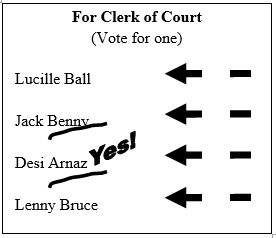 For Clerk of Court
(Vote for one)
Lucille Ball
Jack Benny
Desi Arnaz Yes!
Lenny Bruce